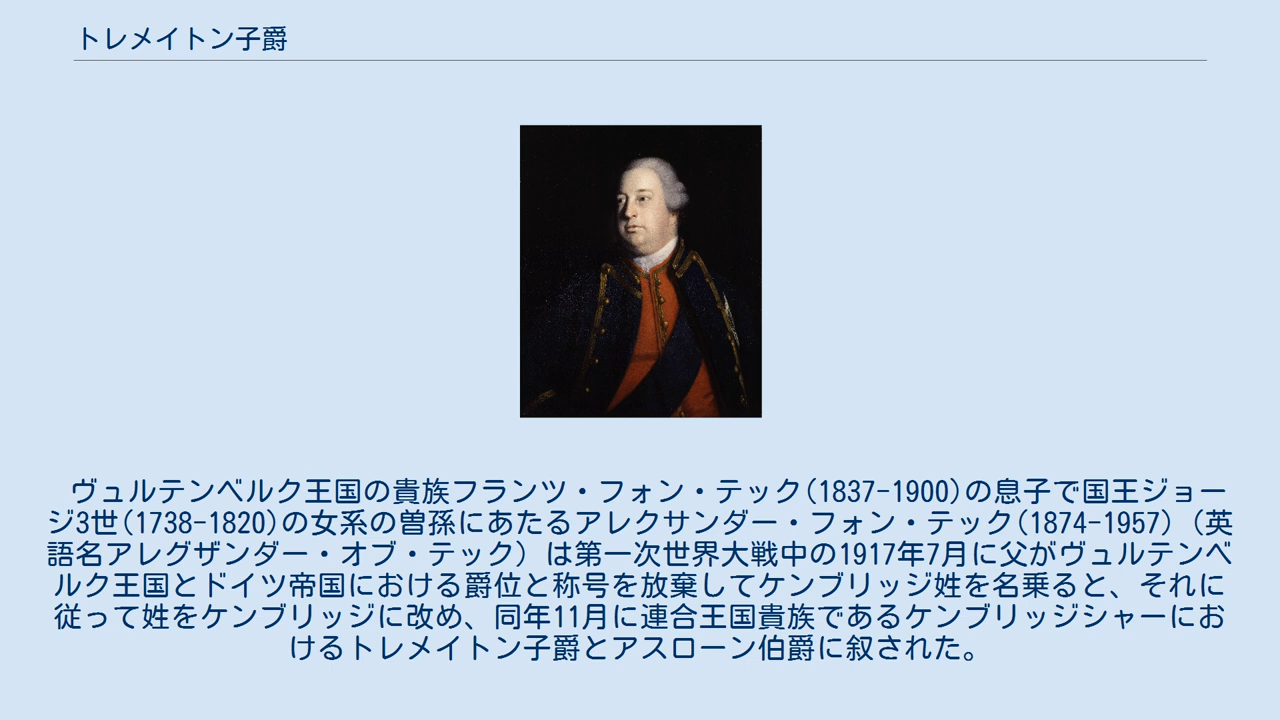 トレメイトン子爵
ヴュルテンベルク王国の貴族フランツ・フォン・テック(1837-1900)の息子で国王ジョー
ジ3世(1738-1820)の女系の曽孫にあたるアレクサンダー・フォン・テック(1874-1957)（英
語名アレグザンダー・オブ・テック）は第一次世界大戦中の1917年7月に父がヴュルテンベ
ルク王国とドイツ帝国における爵位と称号を放棄してケンブリッジ姓を名乗ると、それに
従って姓をケンブリッジに改め、同年11月に連合王国貴族であるケンブリッジシャーにお
けるトレメイトン子爵とアスローン伯爵に叙された。